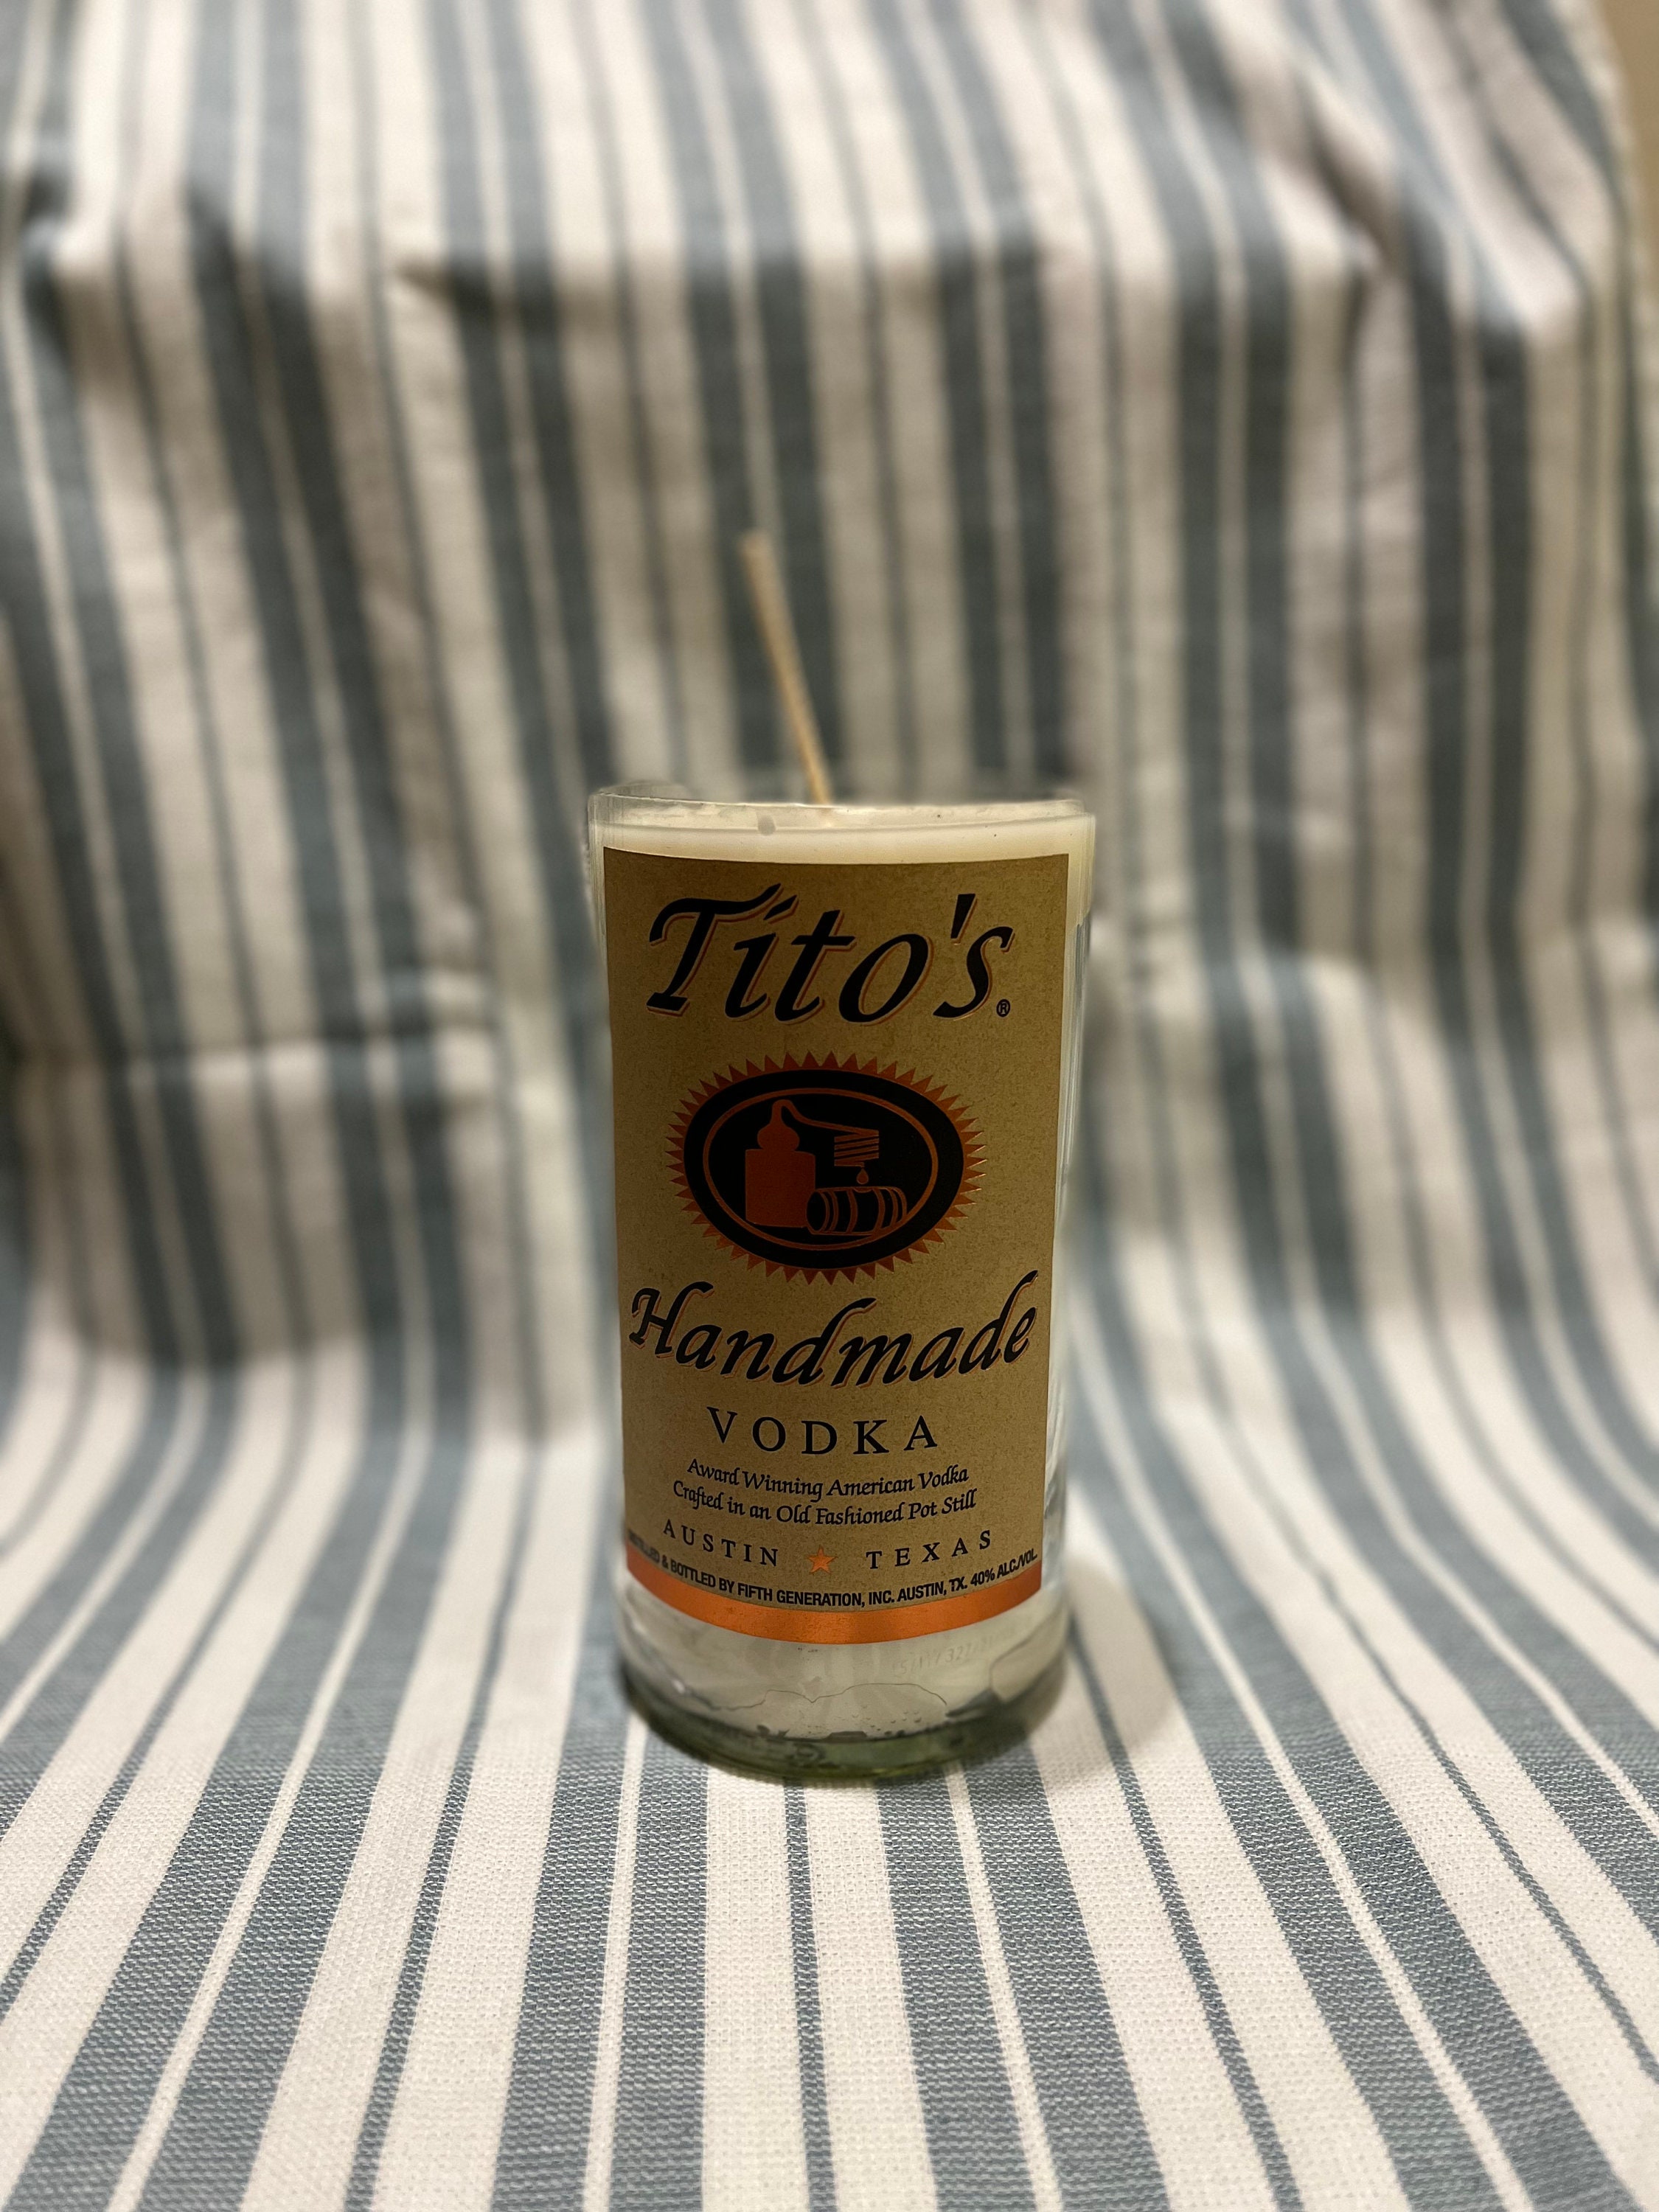 Tito's®
Handmade
VODKA
Award Winning American Vodka
Crafted in an Old Fashioned Pot Still
AUSTIN TEXAS
& BOTTLED BY FIFTH GENERATION, INC. AUSTIN, TX. 40% ALC./VOL.